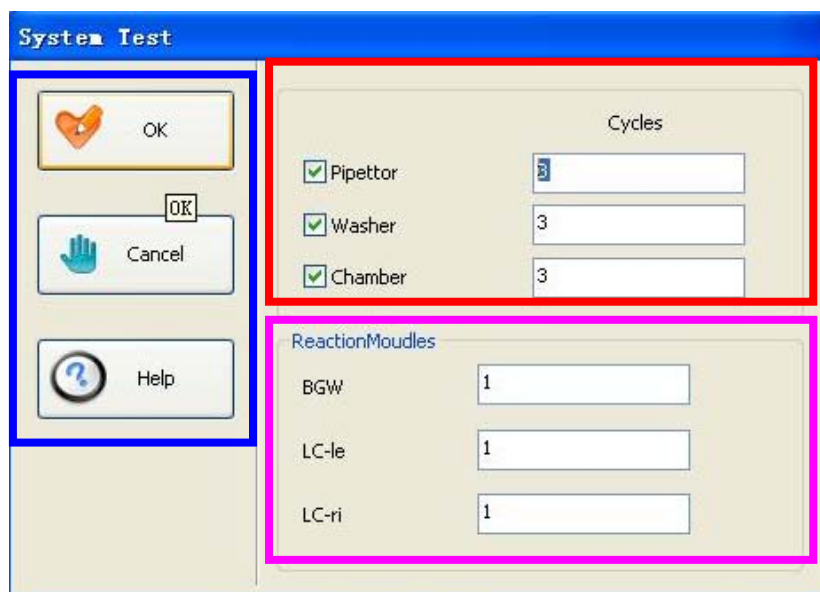 System Test
OK
OK
Cancel
Help
Cycles
Pipettor 3
Washer 3
Chamber 3
ReactionMoudles
BGW 1
LC-le 1
LC-ri 1